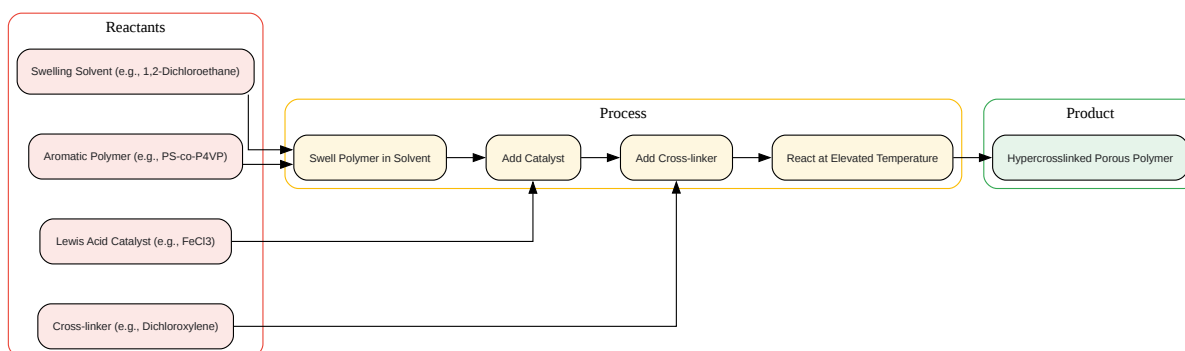 Reactants
Swelling Solvent (e.g., 1,2-Dichloroethane)
Aromatic Polymer (e.g., PS-co-P4VP)
Lewis Acid Catalyst (e.g., FeCl3)
Cross-linker (e.g., Dichloroxylene)
Process
Swell Polymer in Solvent
Add Catalyst
Add Cross-linker
React at Elevated Temperature
Product
Hypercrosslinked Porous Polymer